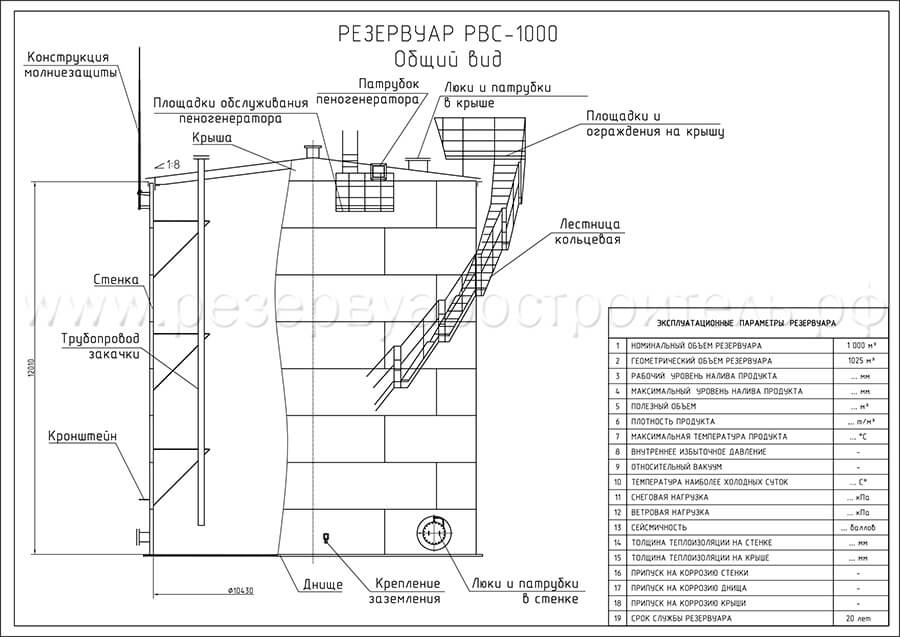 РЕЗЕРВУАР РВС-1000
Общий вид
Конструкция
молниезащиты
Площадки обслуживания
пеногенератора
Патрубок
пеногенератора
Люки и патрубки
в крыше
Площадки и
ограждения на крышу
Крыша
1:8
Лестница
кольцевая
Стенка
www.резервуаростроитель.рф
Трубопровод
закачки
12010
Кронштейн
Днище
Крепление
заземления
Люки и патрубки
в стенке
⌀10430
ЭКСПЛУАТАЦИОННЫЕ ПАРАМЕТРЫ РЕЗЕРВУАРА
1 НОМИНАЛЬНЫЙ ОБЪЕМ РЕЗЕРВУАРА 1 000 м³
2 ГЕОМЕТРИЧЕСКИЙ ОБЪЕМ РЕЗЕРВУАРА 1025 м³
3 РАБОЧИЙ УРОВЕНЬ НАЛИВА ПРОДУКТА ... мм
4 МАКСИМАЛЬНЫЙ УРОВЕНЬ НАЛИВА ПРОДУКТА ... мм
5 ПОЛЕЗНЫЙ ОБЪЕМ ... м³
6 ПЛОТНОСТЬ ПРОДУКТА ... т/м³
7 МАКСИМАЛЬНАЯ ТЕМПЕРАТУРА ПРОДУКТА ... °С
8 ВНУТРЕННЕЕ ИЗБЫТОЧНОЕ ДАВЛЕНИЕ -
9 ОТНОСИТЕЛЬНЫЙ ВАКУУМ -
10 ТЕМПЕРАТУРА НАИБОЛЕЕ ХОЛОДНЫХ СУТОК ... С°
11 СНЕГОВАЯ НАГРУЗКА ... кПа
12 ВЕТРОВАЯ НАГРУЗКА ... кПа
13 СЕЙСМИЧНОСТЬ ... баллов
14 ТОЛЩИНА ТЕПЛОИЗОЛЯЦИИ НА СТЕНКЕ ... мм
15 ТОЛЩИНА ТЕПЛОИЗОЛЯЦИИ НА КРЫШЕ ... мм
16 ПРИПУСК НА КОРРОЗИЮ СТЕНКИ -
17 ПРИПУСК НА КОРРОЗИЮ ДНИЩА -
18 ПРИПУСК НА КОРРОЗИЮ КРЫШИ -
19 СРОК СЛУЖБЫ РЕЗЕРВУАРА 20 лет